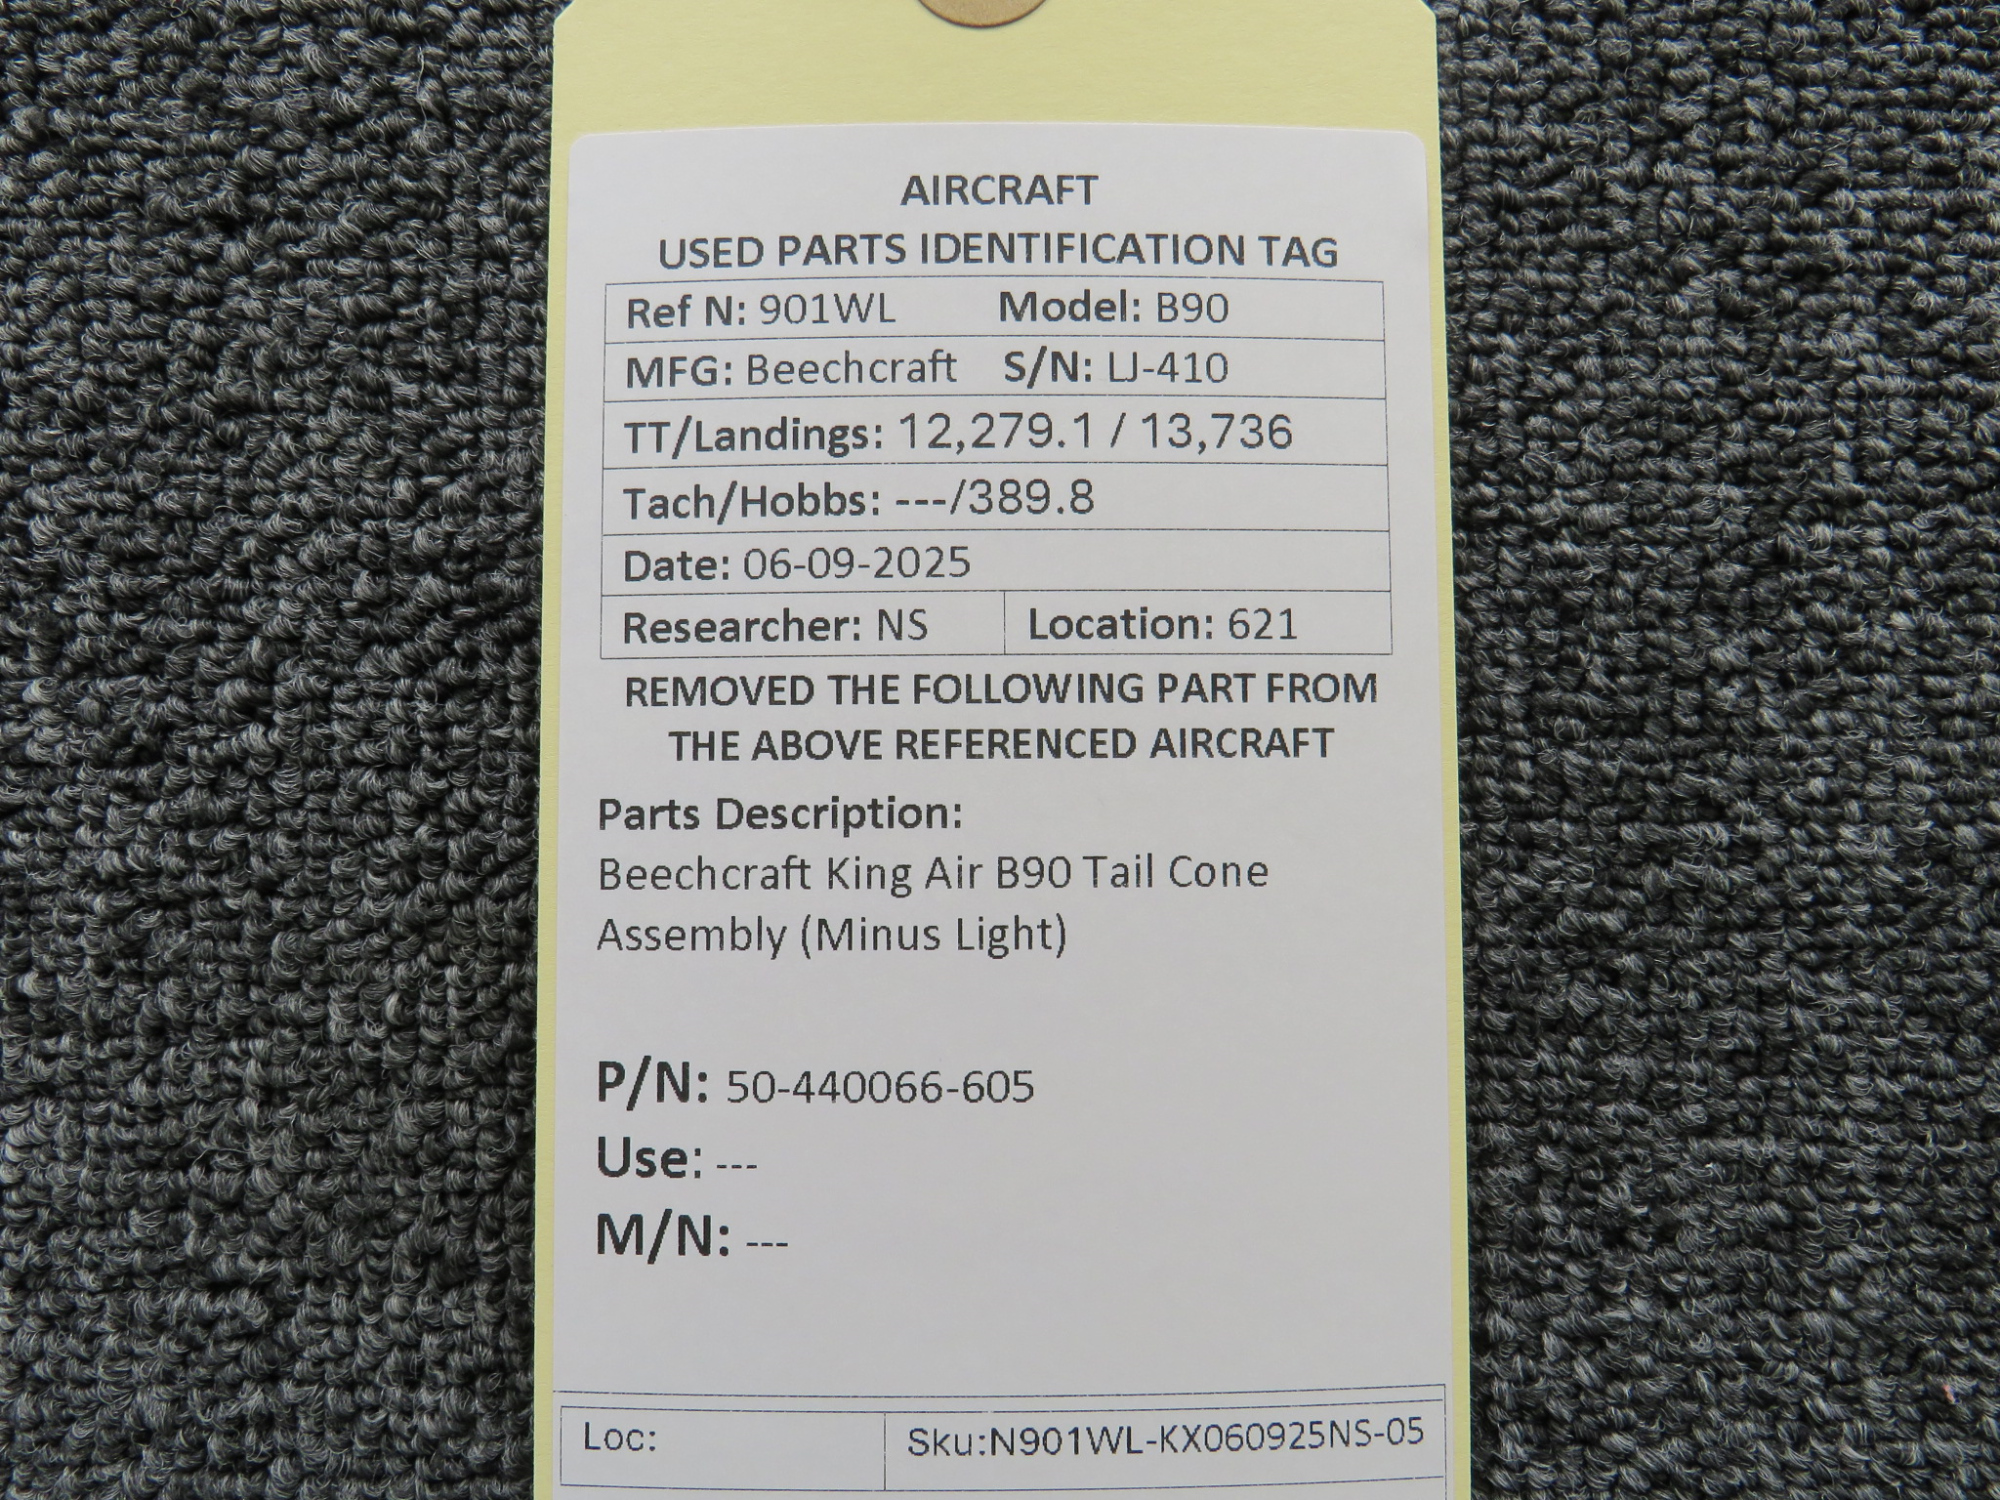 AIRCRAFT
USED PARTS IDENTIFICATION TAG
Ref N: 901WL Model: B90
MFG: Beechcraft S/N: LJ-410
TT/Landings: 12,279.1 / 13,736
Tach/Hobbs: ---/389.8
Date: 06-09-2025
Researcher: NS Location: 621
REMOVED THE FOLLOWING PART FROM
THE ABOVE REFERENCED AIRCRAFT
Parts Description:
Beechcraft King Air B90 Tail Cone
Assembly (Minus Light)
P/N: 50-440066-605
Use: ---
M/N: ---
Loc: Sku:N901WL-KX060925NS-05